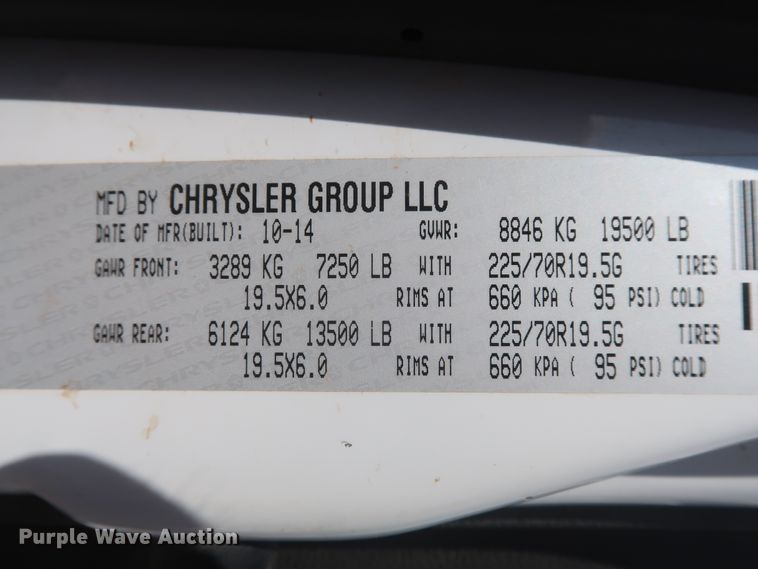 MFD BY CHRYSLER GROUP LLC
DATE OF MFR(BUILT): 10-14 GVWR: 8846 KG 19500 LB
GAWR FRONT: 3289 KG 7250 LB WITH 225/70R19.5G TIRES
19.5X6.0 RIMS AT 660 KPA ( 95 PSI) COLD
GAWR REAR: 6124 KG 13500 LB WITH 225/70R19.5G TIRES
19.5X6.0 RIMS AT 660 KPA ( 95 PSI) COLD
Purple Wave Auction